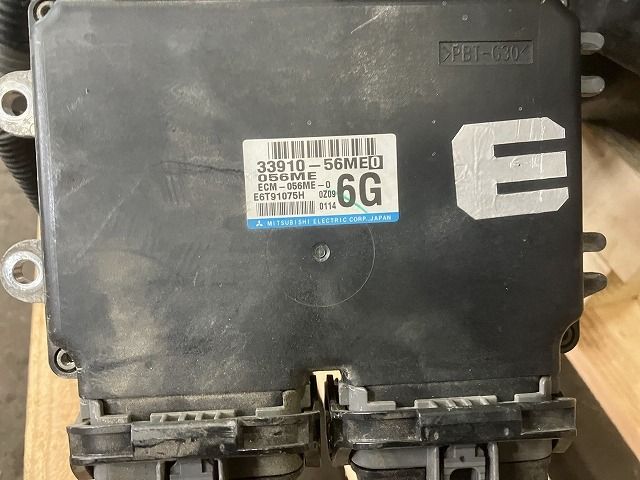 >PBT-G30<
E
33910-56ME0
056ME
ECM-056ME-0
E6T91075H 0Z09 6G
0114
MITSUBISHI ELECTRIC CORP. JAPAN